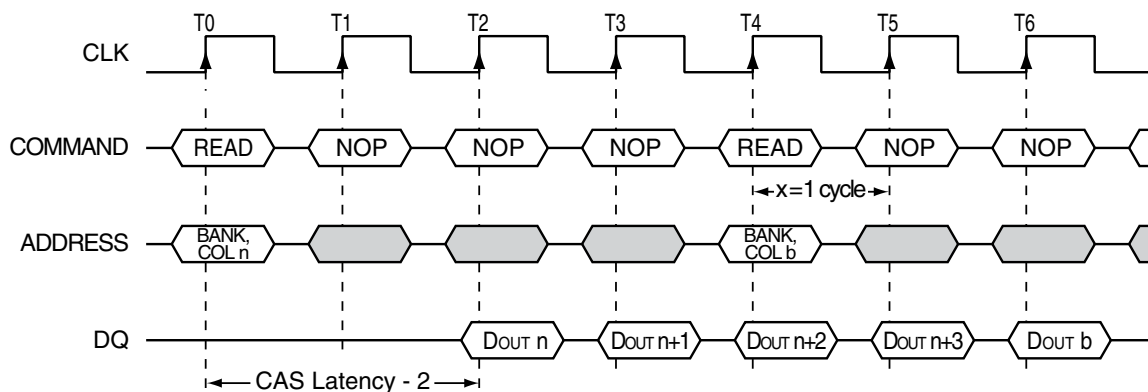 T0 T1 T2 T3 T4 T5 T6
CLK
COMMAND READ NOP NOP NOP READ NOP NOP
x=1 cycle
ADDRESS BANK, COL n BANK, COL b
DQ DOUT n DOUT n+1 DOUT n+2 DOUT n+3 DOUT b
CAS Latency - 2